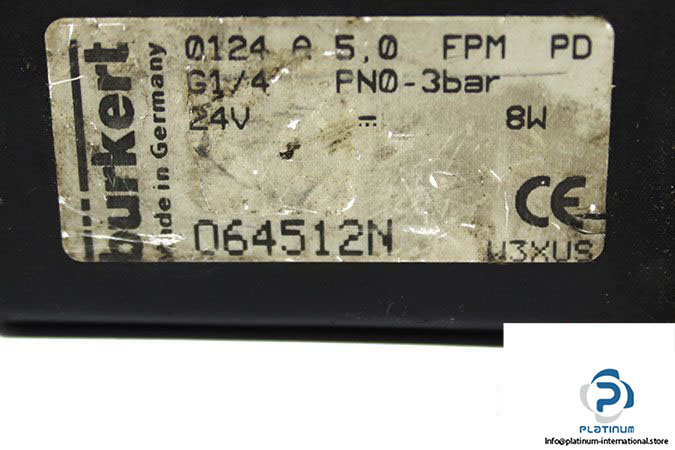 bürkert
Made in Germany
0124 A 5,0 FPM PD
G1/4 PN0-3bar
24V ⎓ 8W
CE
064512N
W3XUS
PLATINUM
Info@platinum-international.store